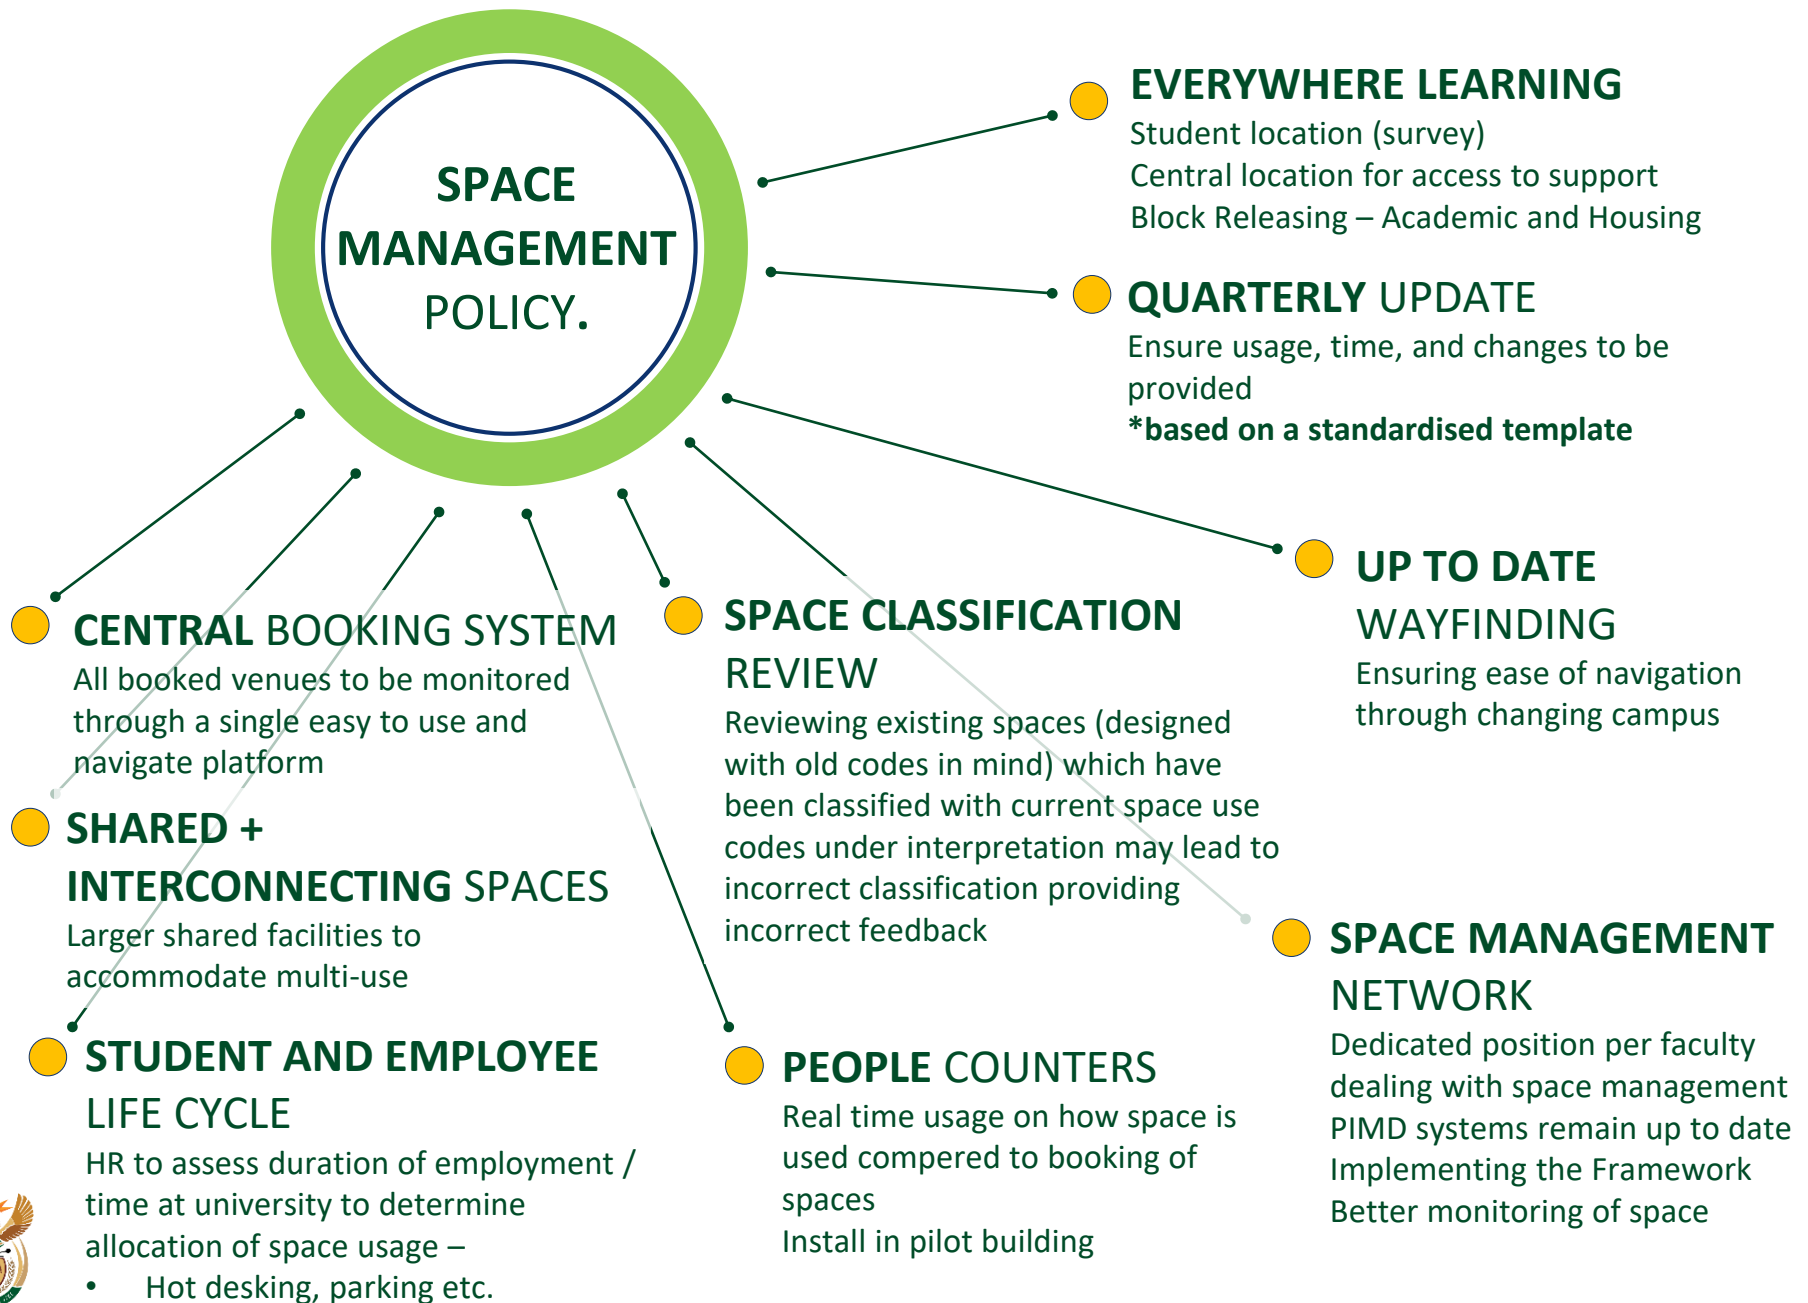 SPACE
MANAGEMENT
POLICY.
EVERYWHERE LEARNING
Student location (survey)
Central location for access to support
Block Releasing – Academic and Housing
QUARTERLY UPDATE
Ensure usage, time, and changes to be
provided
*based on a standardised template
UP TO DATE
WAYFINDING
Ensuring ease of navigation
through changing campus
CENTRAL BOOKING SYSTEM
All booked venues to be monitored
through a single easy to use and
navigate platform
SPACE CLASSIFICATION
REVIEW
Reviewing existing spaces (designed
with old codes in mind) which have
been classified with current space use
codes under interpretation may lead to
incorrect classification providing
incorrect feedback
SHARED +
INTERCONNECTING SPACES
Larger shared facilities to
accommodate multi-use
SPACE MANAGEMENT
NETWORK
Dedicated position per faculty
dealing with space management
PIMD systems remain up to date
Implementing the Framework
Better monitoring of space
STUDENT AND EMPLOYEE
LIFE CYCLE
HR to assess duration of employment /
time at university to determine
allocation of space usage –
• Hot desking, parking etc.
PEOPLE COUNTERS
Real time usage on how space is
used compered to booking of
spaces
Install in pilot building